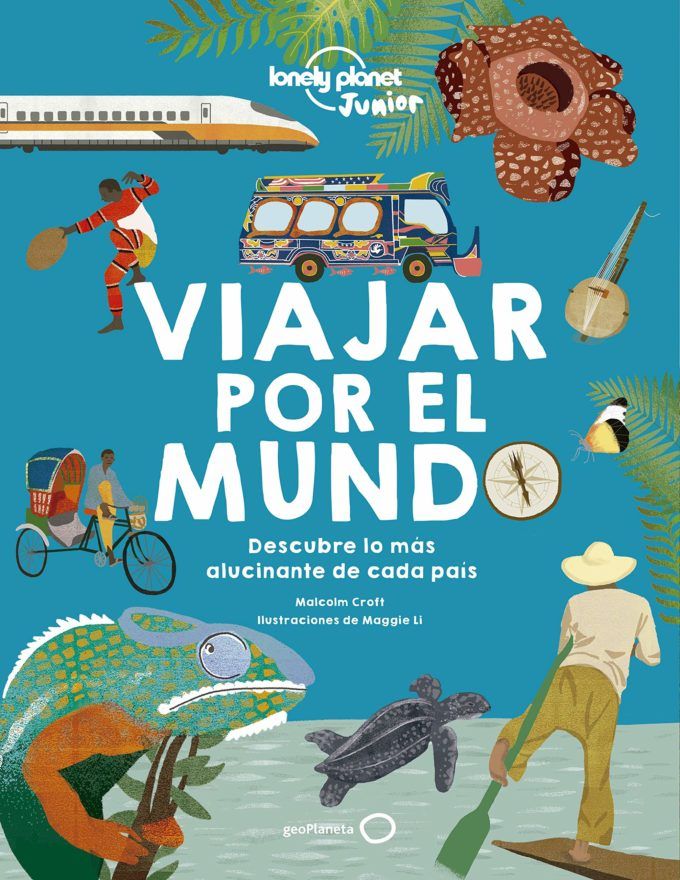 lonely planet
Junior
VIAJAR
POR EL
MUNDO
Descubre lo más
alucinante de cada país
Malcolm Croft
Ilustraciones de Maggie Li
geoPlaneta